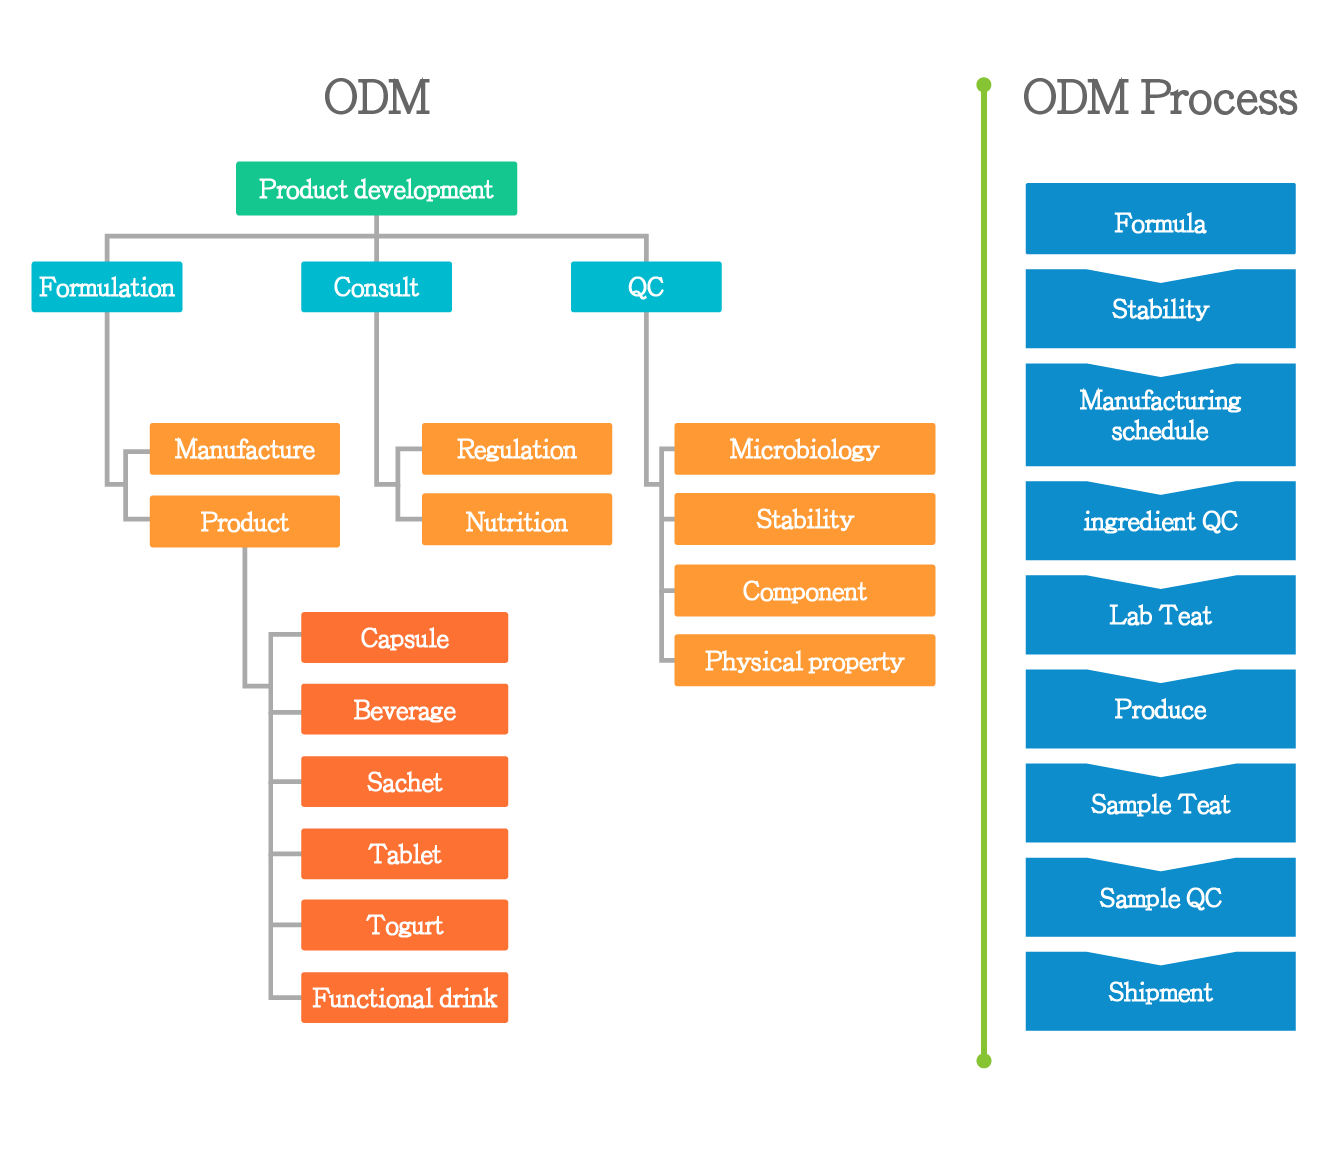 ODM
Product development
Formulation
Consult
QC
Manufacture
Product
Regulation
Nutrition
Microbiology
Stability
Component
Physical property
Capsule
Beverage
Sachet
Tablet
Togurt
Functional drink
ODM Process
Formula
Stability
Manufacturing
schedule
ingredient QC
Lab Teat
Produce
Sample Teat
Sample QC
Shipment